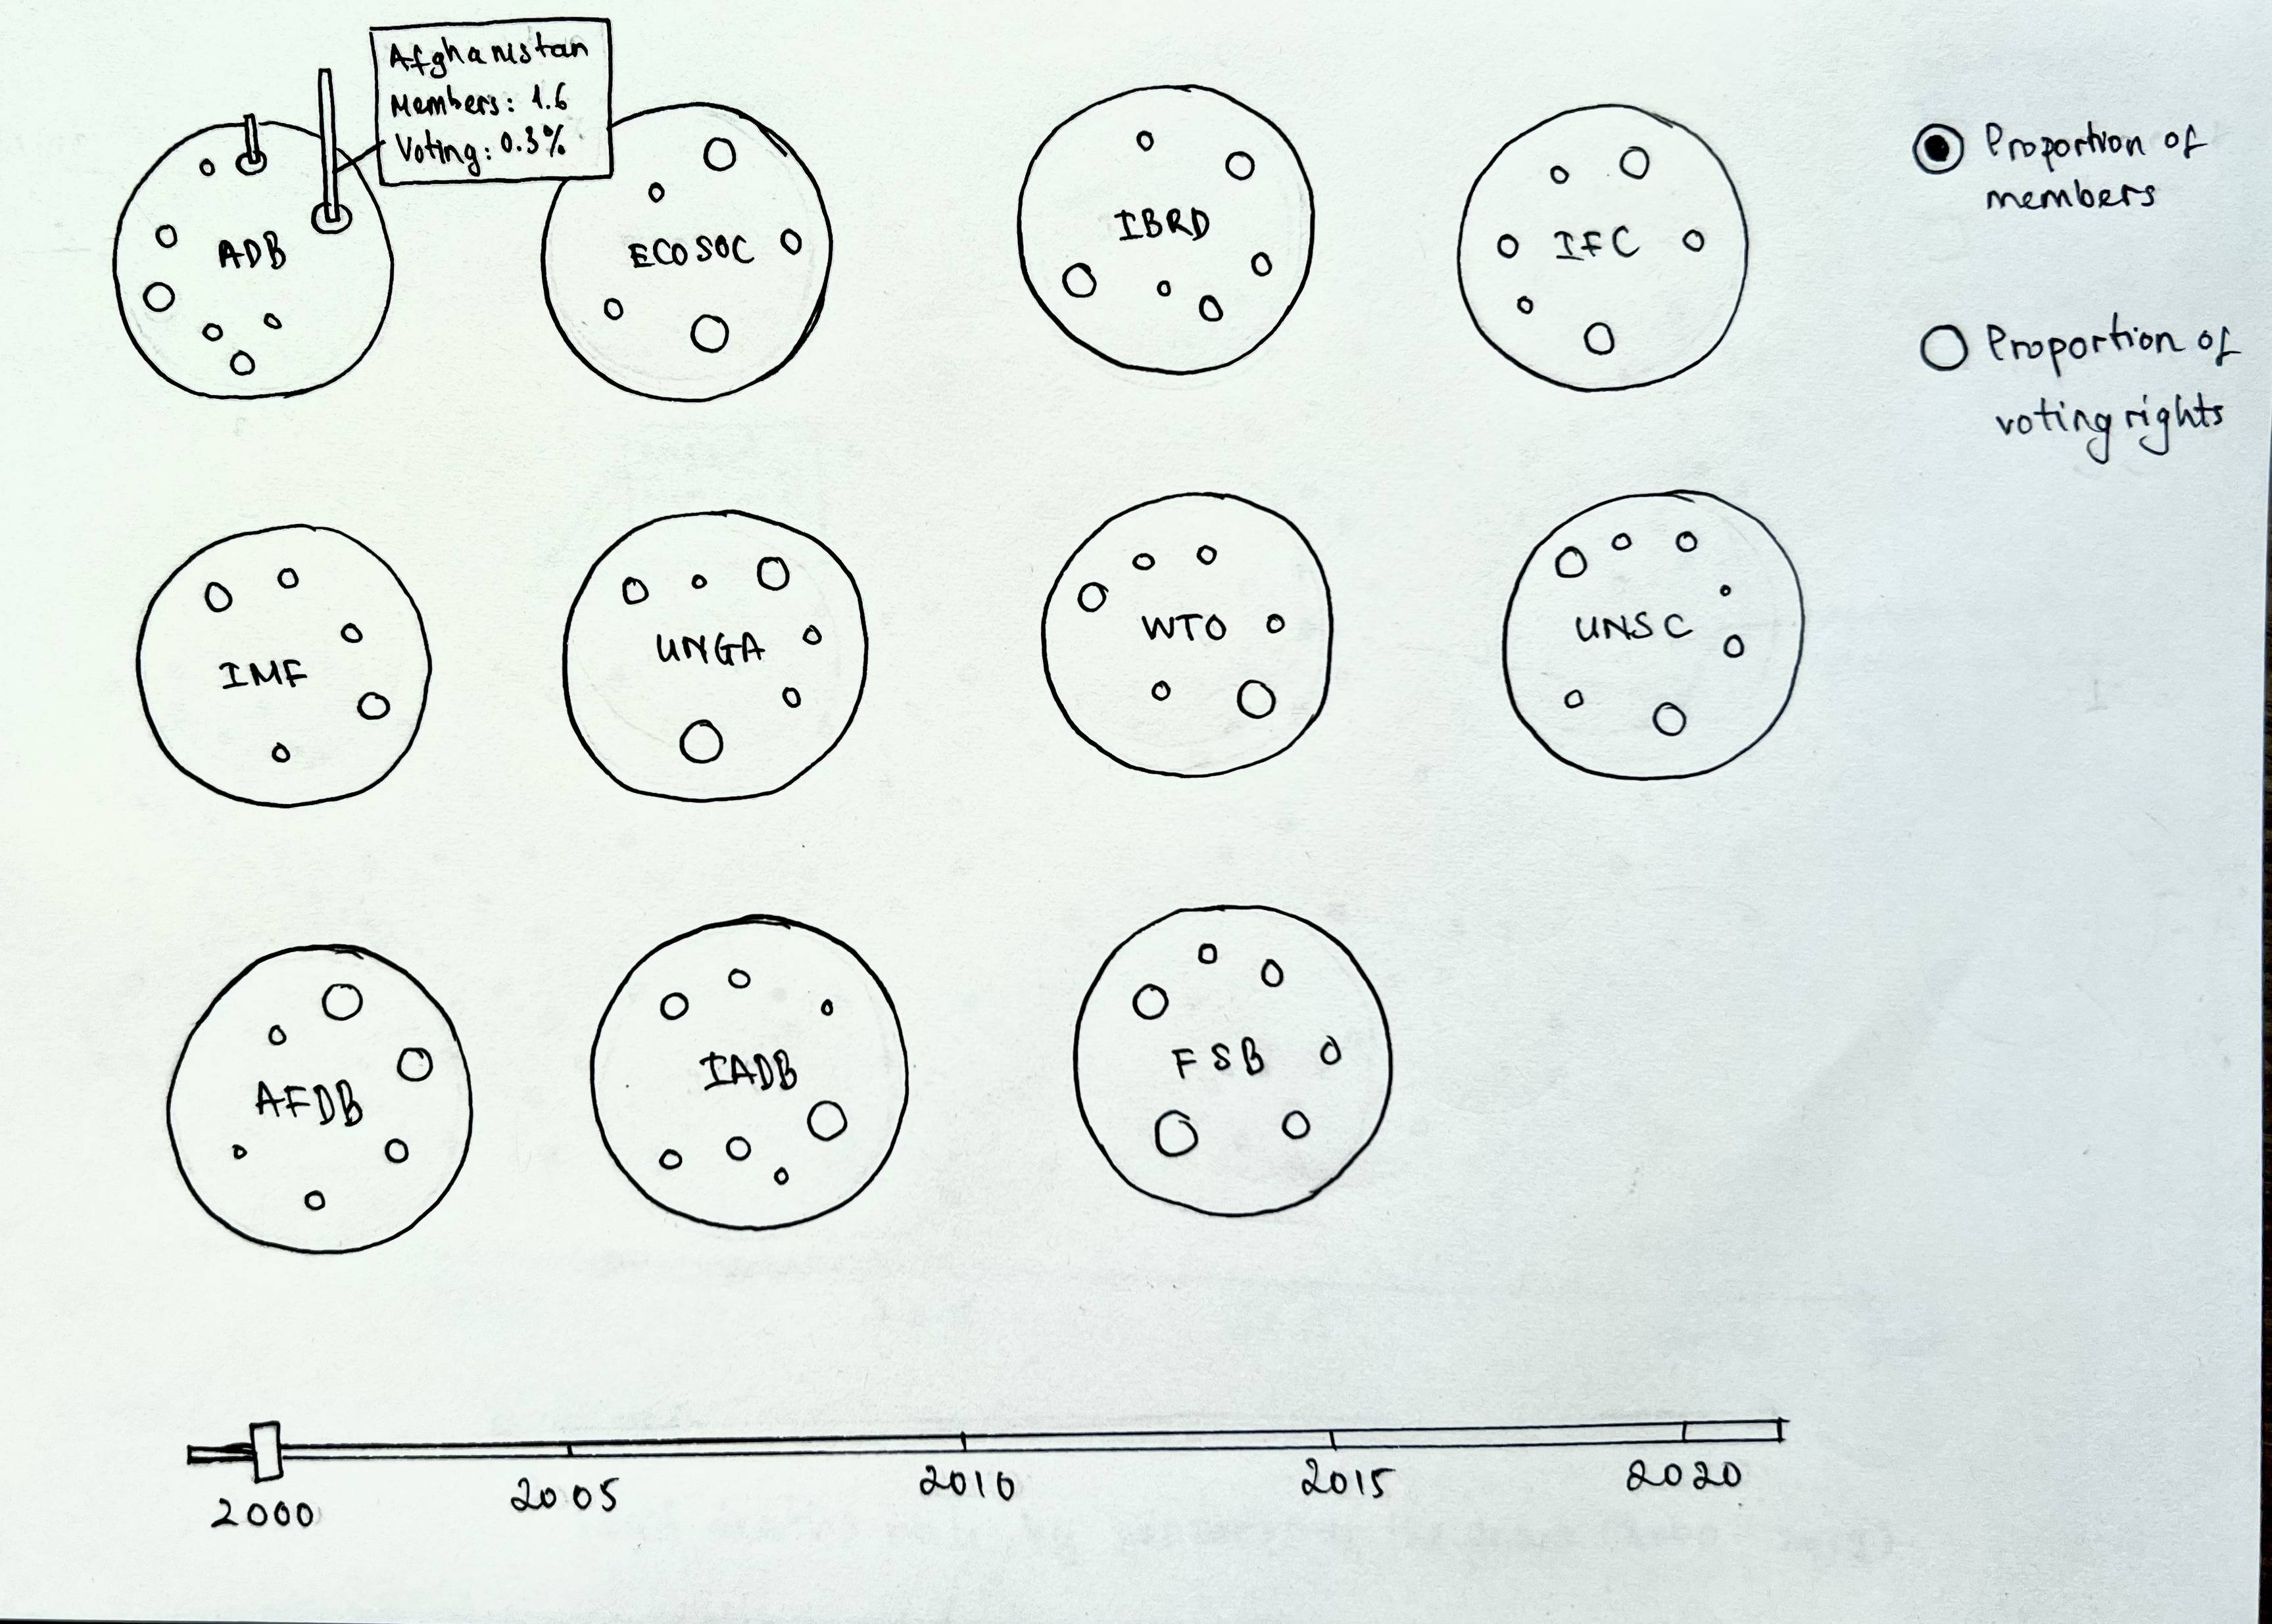 Afghanistan
Members: 1.6
Voting: 0.3%
ADB
ECOSOC
IBRD
IFC
Proportion of
members
Proportion of
voting rights
IMF
UNGA
WTO
UNSC
AFDB
IADB
FSB
2000
2005
2010
2015
2020